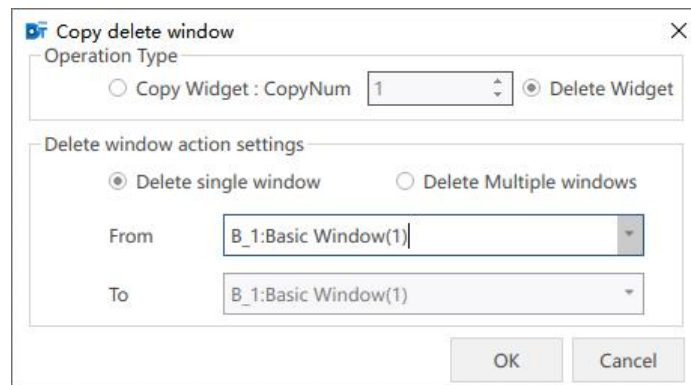 DT Copy delete window
Operation Type
Copy Widget : CopyNum 1 Delete Widget
Delete window action settings
Delete single window Delete Multiple windows
From B_1:Basic Window(1)
To B_1:Basic Window(1)
OK Cancel